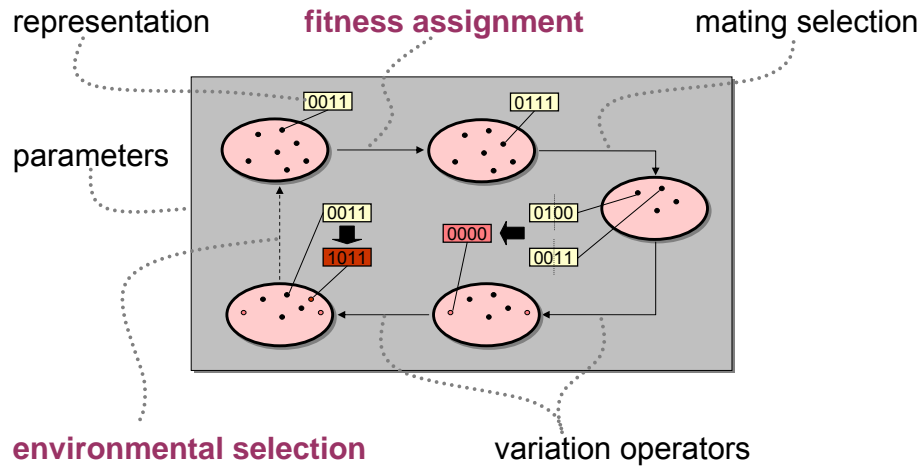 representation
fitness assignment
mating selection
0011
0111
parameters
0011
0100
0000
1011
0011
environmental selection
variation operators